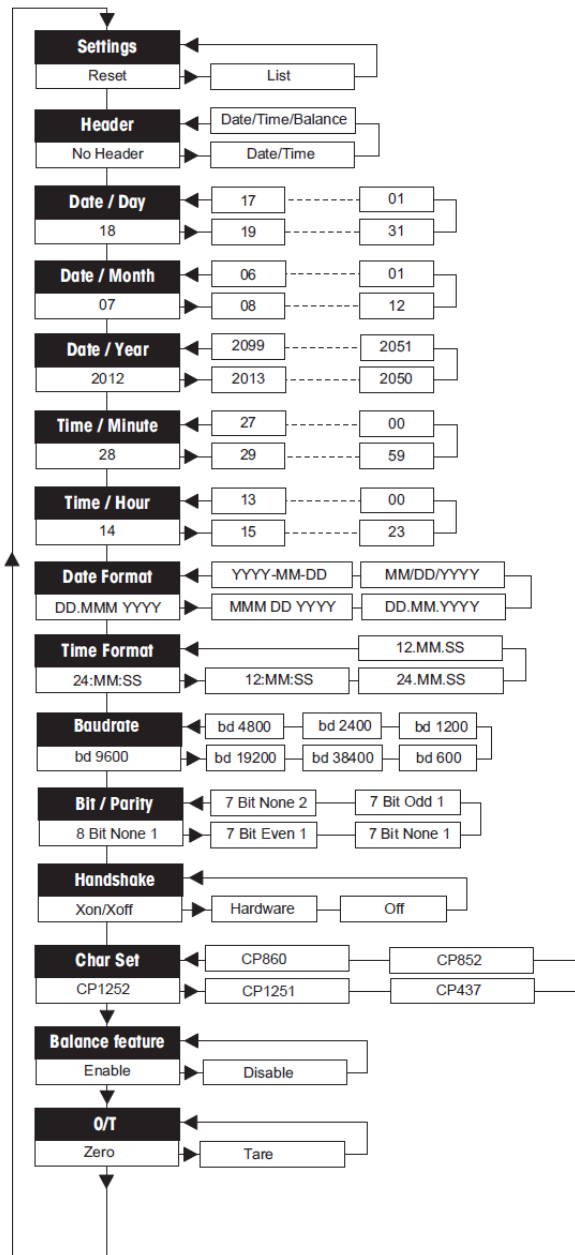 Settings
Reset
List
Header
Date/Time/Balance
No Header
Date/Time
Date / Day
17
01
18
19
31
Date / Month
06
01
07
08
12
Date / Year
2099
2051
2012
2013
2050
Time / Minute
27
00
28
29
59
Time / Hour
13
00
14
15
23
Date Format
YYYY-MM-DD
MM/DD/YYYY
DD.MMM YYYY
MMM DD YYYY
DD.MM.YYYY
Time Format
12.MM.SS
24:MM:SS
12:MM:SS
24.MM.SS
Baudrate
bd 4800
bd 2400
bd 1200
bd 9600
bd 19200
bd 38400
bd 600
Bit / Parity
7 Bit None 2
7 Bit Odd 1
8 Bit None 1
7 Bit Even 1
7 Bit None 1
Handshake
Xon/Xoff
Hardware
Off
Char Set
CP860
CP852
CP1252
CP1251
CP437
Balance feature
Enable
Disable
O/T
Zero
Tare